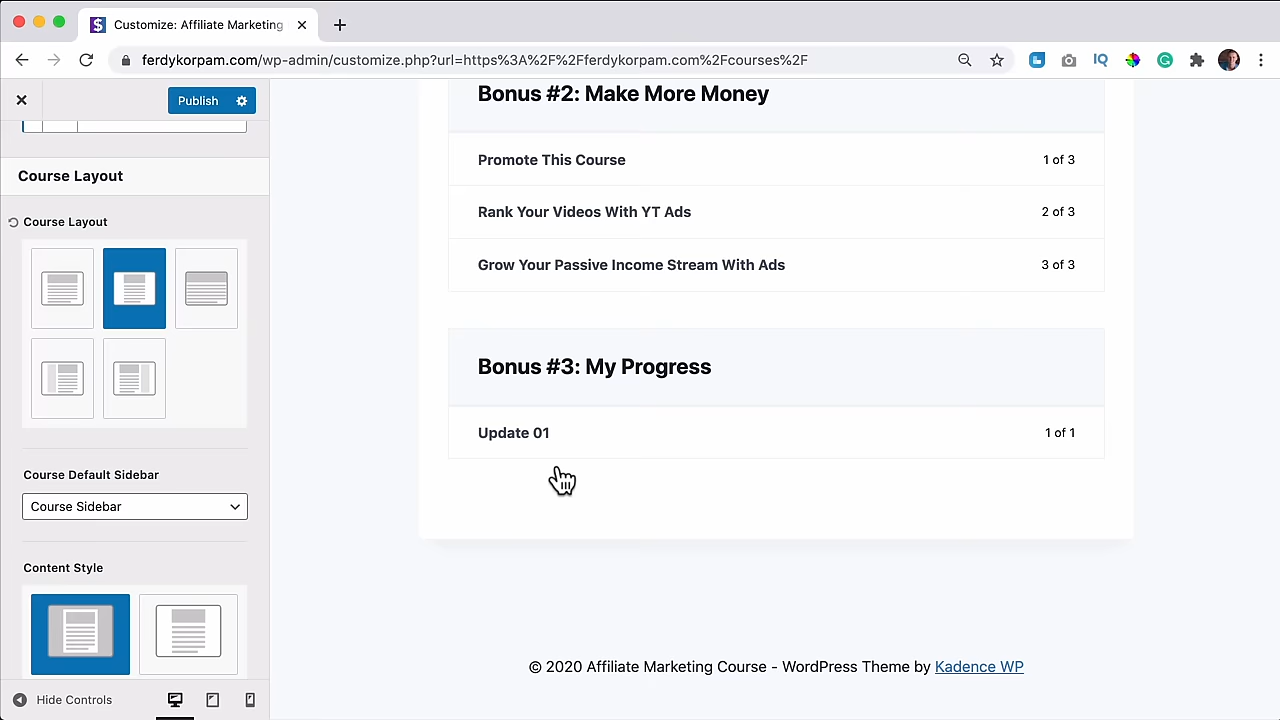 Customize: Affiliate Marketing
ferdykorpam.com/wp-admin/customize.php?url=https%3A%2F%2Fferdykorpam.com%2Fcourses%2F
Publish
Course Layout
Course Layout
Course Default Sidebar
Course Sidebar
Content Style
Hide Controls
Bonus #2: Make More Money
Promote This Course 1 of 3
Rank Your Videos With YT Ads 2 of 3
Grow Your Passive Income Stream With Ads 3 of 3
Bonus #3: My Progress
Update 01 1 of 1
© 2020 Affiliate Marketing Course - WordPress Theme by Kadence WP